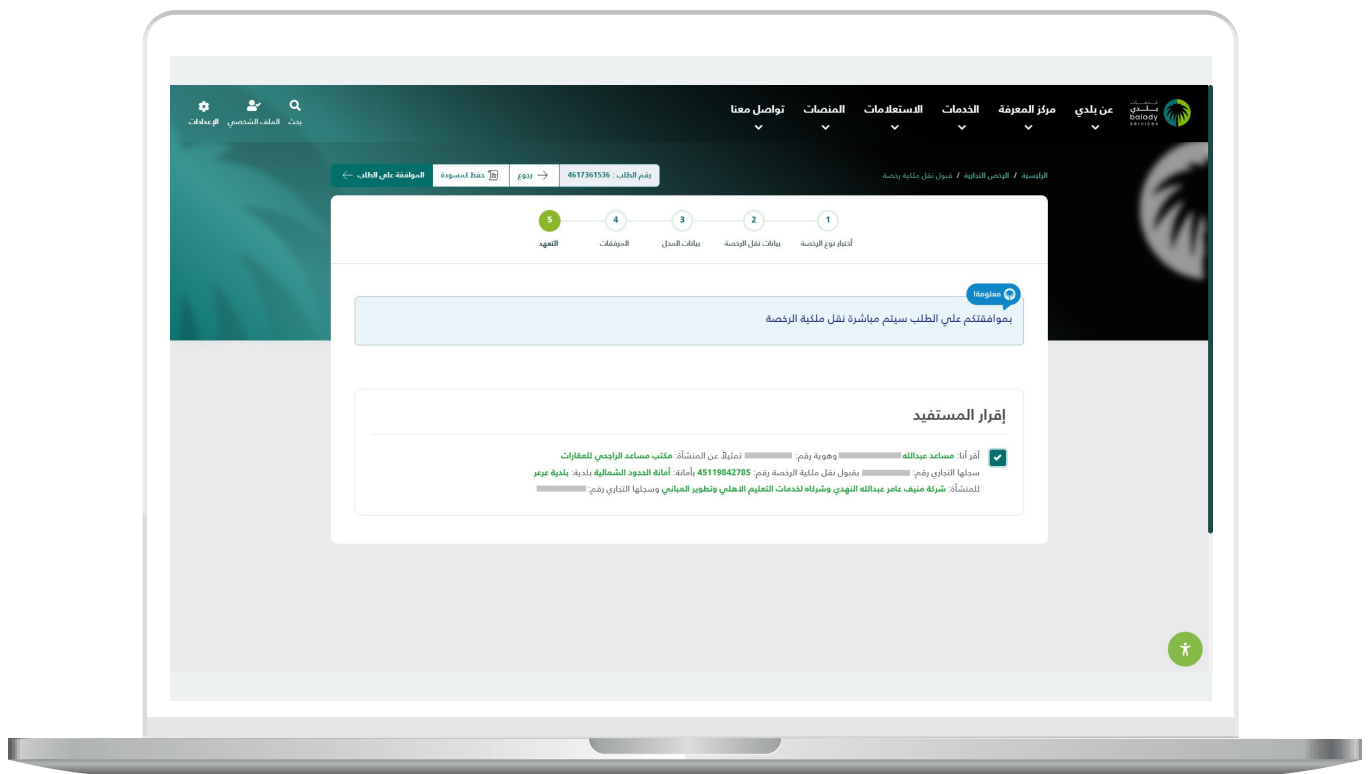 خدمات
بلدي
balady
services
عن بلدي
مركز المعرفة
الخدمات
الاستعلامات
المنصات
تواصل معنا
بحث
الملف الشخصي
الإعدادات
الرئيسية / الرخص التجارية / قبول نقل ملكية رخصة
رقم الطلب : 4617361536
رجوع
حفظ كمسودة
الموافقة علي الطلب
1
2
3
4
5
أختيار نوع الرخصة
بيانات نقل الرخصة
بيانات المحل
المرفقات
التعهد
معلومة!
بموافقتكم علي الطلب سيتم مباشرة نقل ملكية الرخصة
إقرار المستفيد
أقر أنا: مساعد عبدالله وهوية رقم: تمثيلاً عن المنشأة: مكتب مساعد الراجحي للعقارات
سجلها التجاري رقم: بقبول نقل ملكية الرخصة رقم: 45119842785 بأمانة: أمانة الحدود الشمالية بلدية: بلدية عرعر
للمنشأة: شركة منيف عامر عبدالله النهدي وشركاه لخدمات التعليم الاهلي وتطوير المباني وسجلها التجاري رقم: